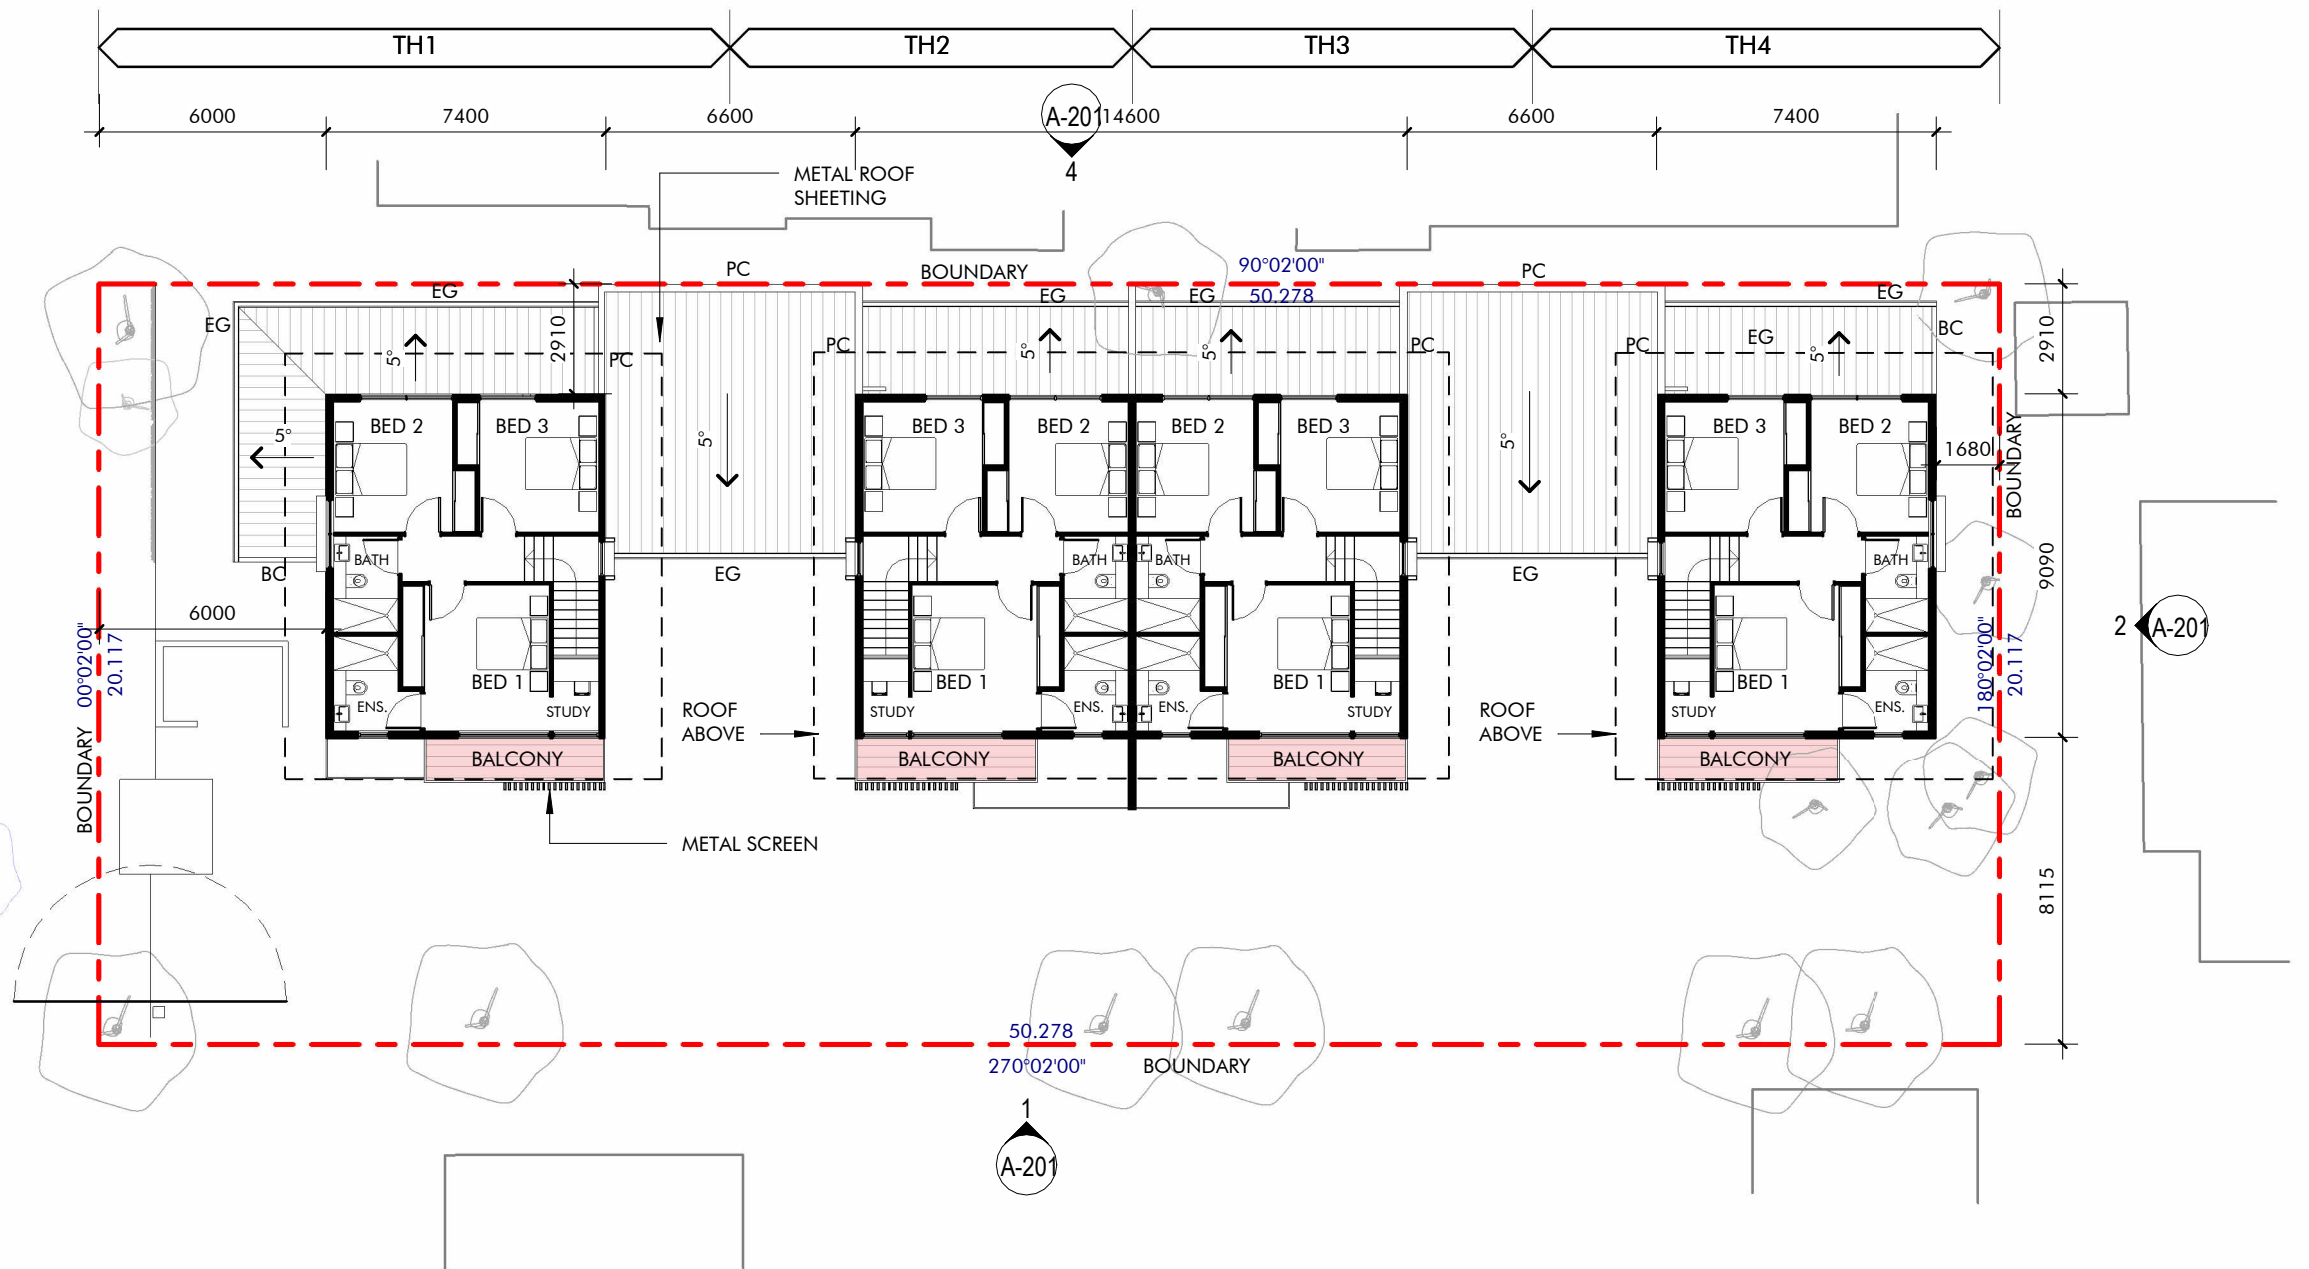 TH1
TH2
TH3
TH4
6000
7400
6600
A-201
14600
6600
7400
4
METAL ROOF
SHEETING
PC
BOUNDARY
90°02'00"
50.278
PC
EG
EG
EG
EG
EG
2910
5°
PC
PC
5°
5°
PC
PC
EG
5°
BC
2910
5°
BED 2
BED 3
5°
BED 3
BED 2
BED 2
BED 3
5°
BED 3
BED 2
1680
BOUNDARY
BATH
BC
EG
BATH
BATH
EG
BATH
9090
6000
00°02'00"
20.117
BOUNDARY
180°02'00"
20.117
2
A-201
BED 1
ENS.
STUDY
ROOF
ABOVE
BED 1
STUDY
ENS.
BED 1
ENS.
STUDY
ROOF
ABOVE
BED 1
STUDY
ENS.
BALCONY
BALCONY
BALCONY
BALCONY
METAL SCREEN
8115
50.278
270°02'00"
BOUNDARY
1
A-201